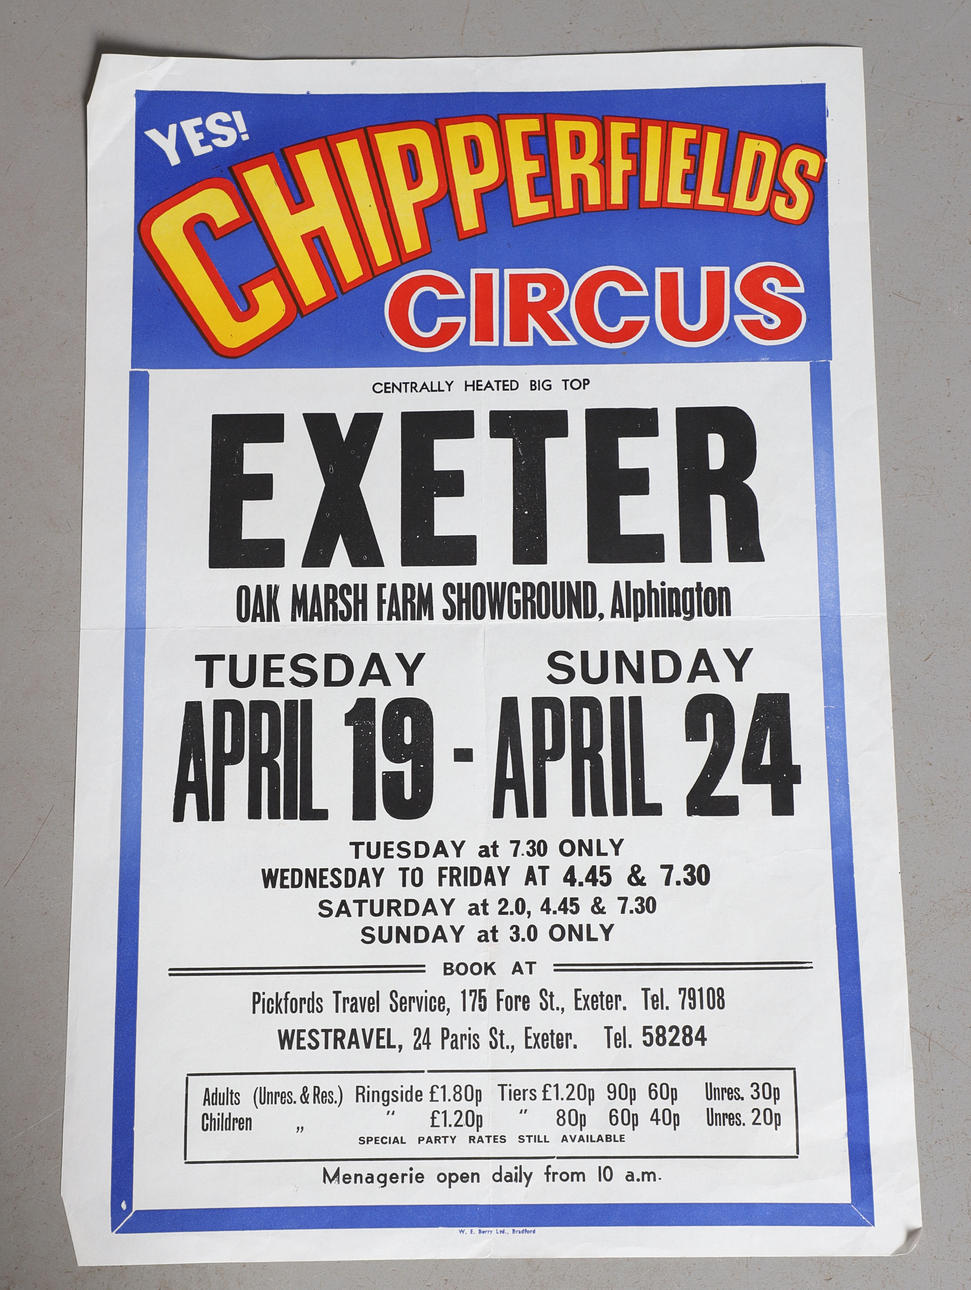 YES!
CHIPPERFIELDS
CIRCUS
CENTRALLY HEATED BIG TOP
EXETER
OAK MARSH FARM SHOWGROUND, Alphington
TUESDAY SUNDAY
APRIL 19 - APRIL 24
TUESDAY at 7.30 ONLY
WEDNESDAY TO FRIDAY AT 4.45 & 7.30
SATURDAY at 2.0, 4.45 & 7.30
SUNDAY at 3.0 ONLY
BOOK AT
Pickfords Travel Service, 175 Fore St., Exeter. Tel. 79108
WESTRAVEL, 24 Paris St., Exeter. Tel. 58284
Adults (Unres. & Res.) Ringside £1.80p Tiers £1.20p 90p 60p Unres. 30p
Children „ “ £1.20p “ 80p 60p 40p Unres. 20p
SPECIAL PARTY RATES STILL AVAILABLE
Menagerie open daily from 10 a.m.
W. E. Berry Ltd., Bradford